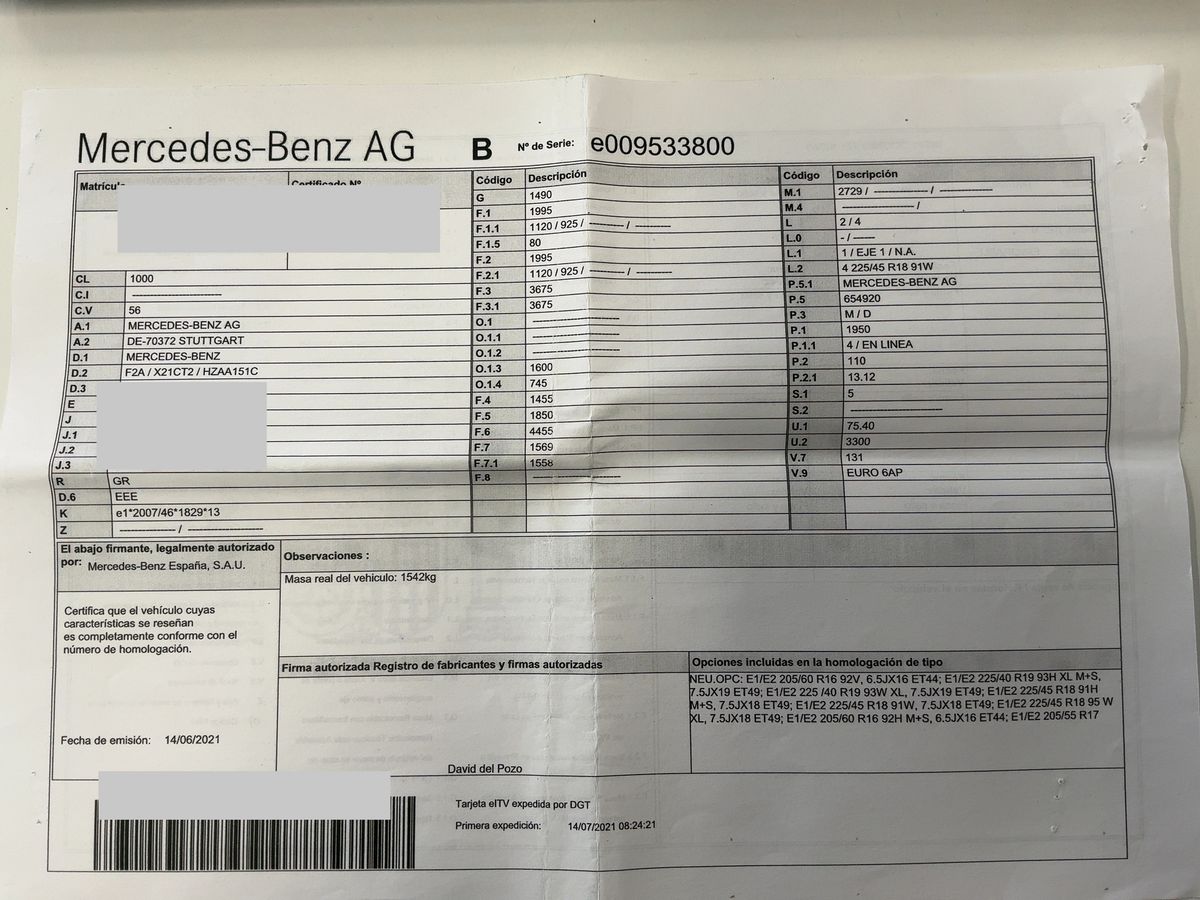 Mercedes-Benz AG
B Nº de Serie: e009533800
CL 1000
C.I --------------------
C.V 56
A.1 MERCEDES-BENZ AG
A.2 DE-70372 STUTTGART
D.1 MERCEDES-BENZ
D.2 F2A / X21CT2 / HZAA151C
D.3
E
J
J.1
J.2
J.3
R GR
D.6 EEE
K e1*2007/46*1829*13
Z ------------- / -----------------
Código Descripción
G 1490
F.1 1995
F.1.1 1120 / 925 / -------- / --------
F.1.5 80
F.2 1995
F.2.1 1120 / 925 / -------- / --------
F.3 3675
F.3.1 3675
O.1 --------------------
O.1.1 --------------------
O.1.2 --------------------
O.1.3 1600
O.1.4 745
F.4 1455
F.5 1850
F.6 4455
F.7 1569
F.7.1 1558
F.8 --------------------
Código Descripción
M.1 2729 / ------------- / -------------
M.4 ----------------- /
L 2 / 4
L.0 - / ------
L.1 1 / EJE 1 / N.A.
L.2 4 225/45 R18 91W
P.5.1 MERCEDES-BENZ AG
P.5 654920
P.3 M / D
P.1 1950
P.1.1 4 / EN LINEA
P.2 110
P.2.1 13.12
S.1 5
S.2 --------------------
U.1 75.40
U.2 3300
V.7 131
V.9 EURO 6AP
El abajo firmante, legalmente autorizado
por: Mercedes-Benz España, S.A.U.
Certifica que el vehículo cuyas
características se reseñan
es completamente conforme con el
número de homologación.
Fecha de emisión: 14/06/2021
Observaciones :
Masa real del vehiculo: 1542kg
Firma autorizada Registro de fabricantes y firmas autorizadas
David del Pozo
Opciones incluidas en la homologación de tipo
NEU.OPC: E1/E2 205/60 R16 92V, 6.5JX16 ET44; E1/E2 225/40 R19 93H XL M+S,
7.5JX19 ET49; E1/E2 225 /40 R19 93W XL, 7.5JX19 ET49; E1/E2 225/45 R18 91H
M+S, 7.5JX18 ET49; E1/E2 225/45 R18 91W, 7.5JX18 ET49; E1/E2 225/45 R18 95 W
XL, 7.5JX18 ET49; E1/E2 205/60 R16 92H M+S, 6.5JX16 ET44; E1/E2 205/55 R17
Tarjeta eITV expedida por DGT
Primera expedición: 14/07/2021 08:24:21